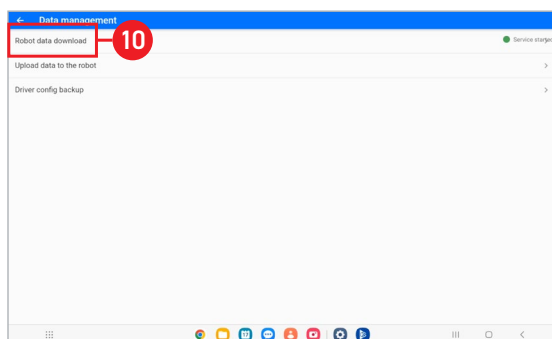 ← Data management
Robot data download
10
Service started
Upload data to the robot
Driver config backup